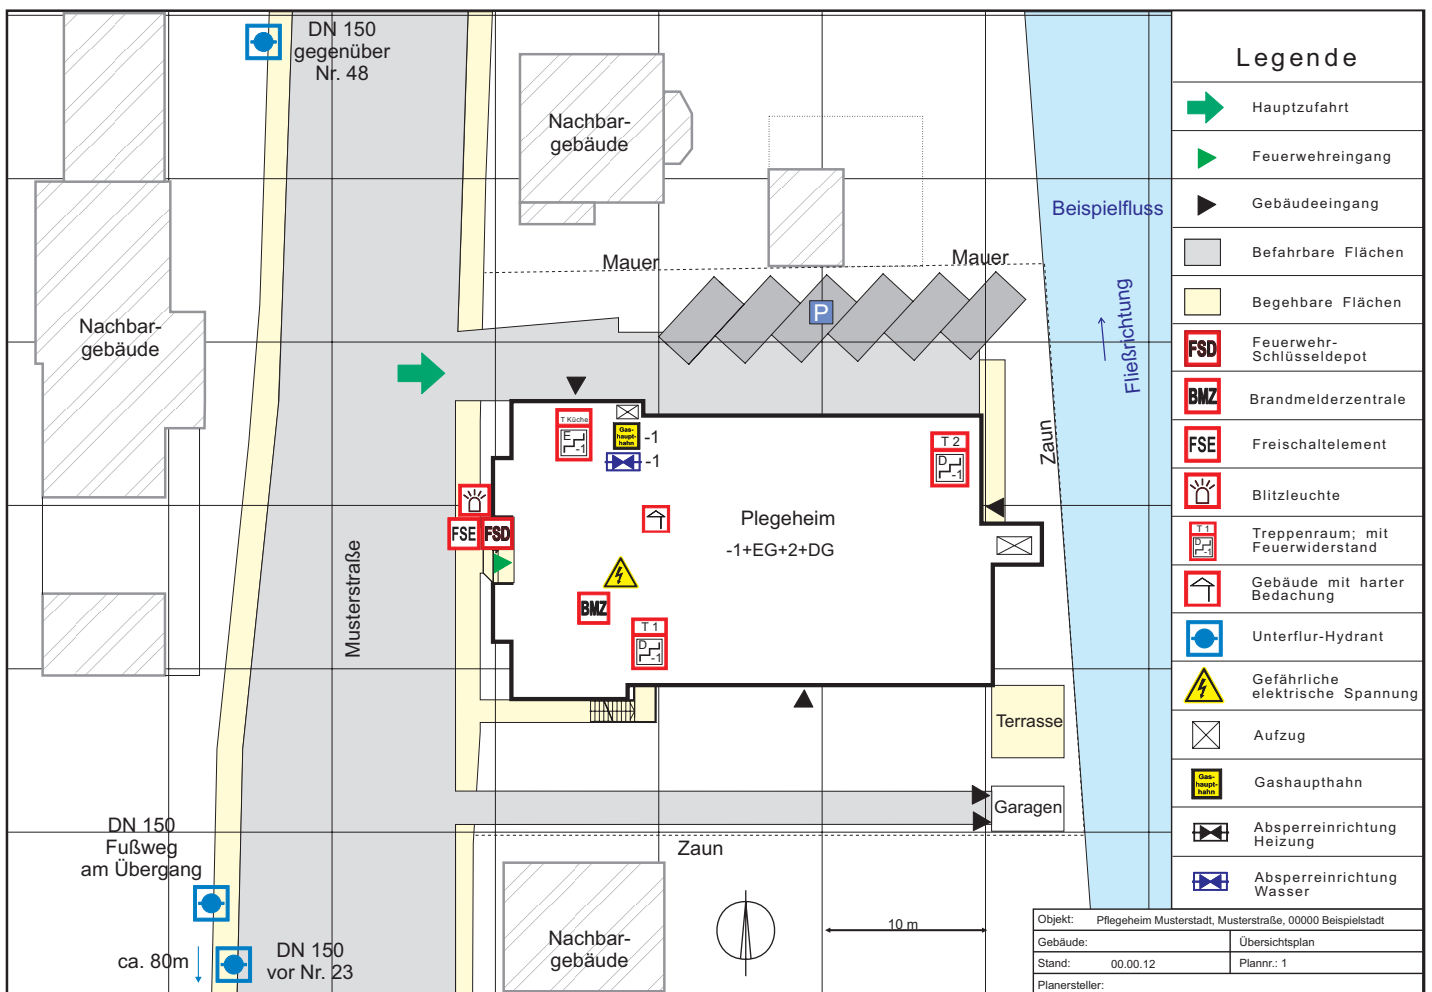 DN 150
gegenüber
Nr. 48
Nachbar-
gebäude
Mauer
Mauer
Beispielfluss
Fließrichtung
P
Nachbar-
gebäude
Zaun
T Küche
E
-1
Gas-
haupt-
hahn
-1
-1
T 2
D
-1
FSE
FSD
Plegeheim
-1+EG+2+DG
BMZ
T 1
D
-1
Musterstraße
Terrasse
Garagen
DN 150
Fußweg
am Übergang
Zaun
ca. 80m
DN 150
vor Nr. 23
Nachbar-
gebäude
10 m
Legende
Hauptzufahrt
Feuerwehreingang
Gebäudeeingang
Befahrbare Flächen
Begehbare Flächen
FSD
Feuerwehr-
Schlüsseldepot
BMZ
Brandmelderzentrale
FSE
Freischaltelement
Blitzleuchte
T 1
D
-1
Treppenraum; mit
Feuerwiderstand
Gebäude mit harter
Bedachung
Unterflur-Hydrant
Gefährliche
elektrische Spannung
Aufzug
Gas-
haupt-
hahn
Gashaupthahn
Absperreinrichtung
Heizung
Absperreinrichtung
Wasser
Objekt: Pflegeheim Musterstadt, Musterstraße, 00000 Beispielstadt
Gebäude: Übersichtsplan
Stand: 00.00.12 Plannr.: 1
Planersteller: